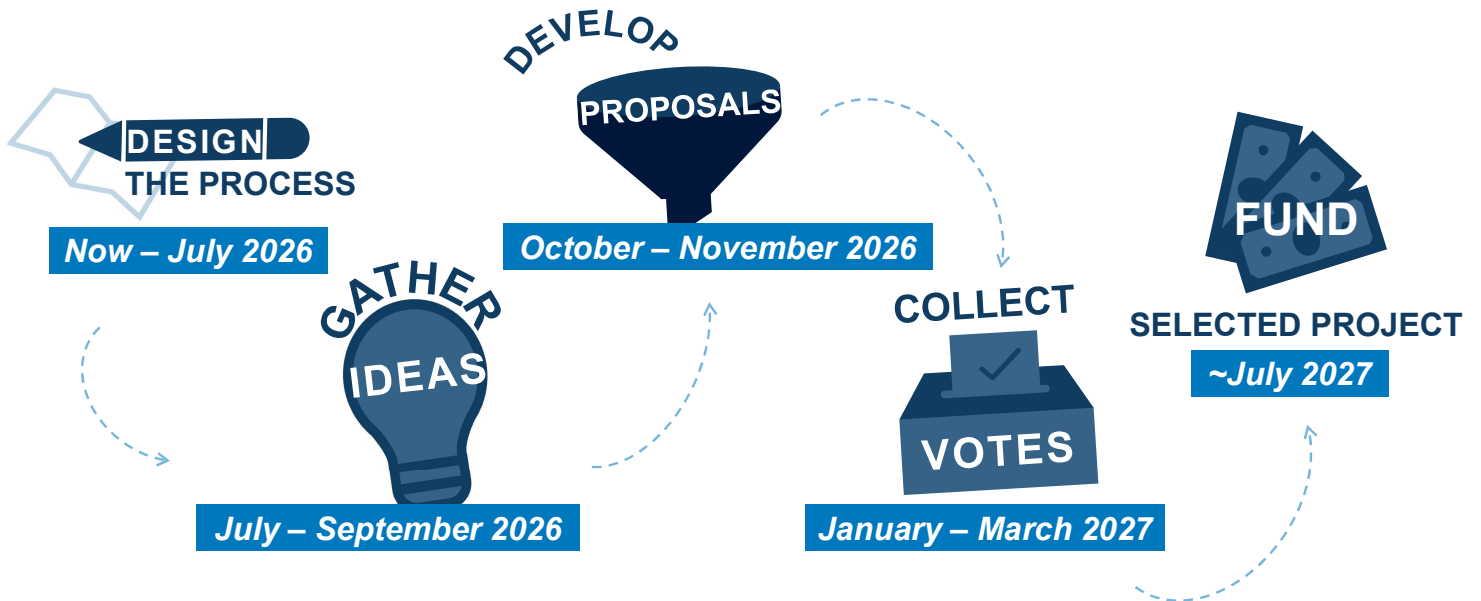 DESIGN
THE PROCESS
Now – July 2026
GATHER
IDEAS
July – September 2026
DEVELOP
PROPOSALS
October – November 2026
COLLECT
VOTES
January – March 2027
FUND
SELECTED PROJECT
~July 2027